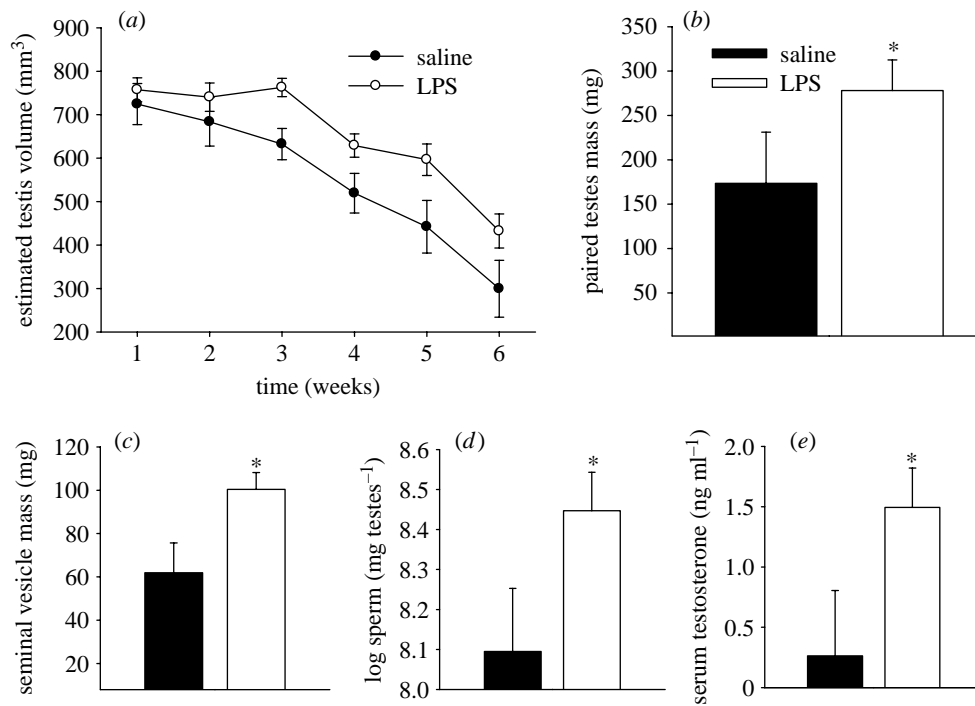 (a)
saline
LPS
estimated testis volume (mm³)
900
800
700
600
500
400
300
200
1 2 3 4 5 6
time (weeks)
(b)
saline
LPS
*
paired testes mass (mg)
350
300
250
200
150
100
50
(c)
*
seminal vesicle mass (mg)
120
100
80
60
40
20
(d)
*
log sperm (mg testes⁻¹)
8.6
8.5
8.4
8.3
8.2
8.1
8.0
(e)
*
serum testosterone (ng ml⁻¹)
2.0
1.5
1.0
0.5
0